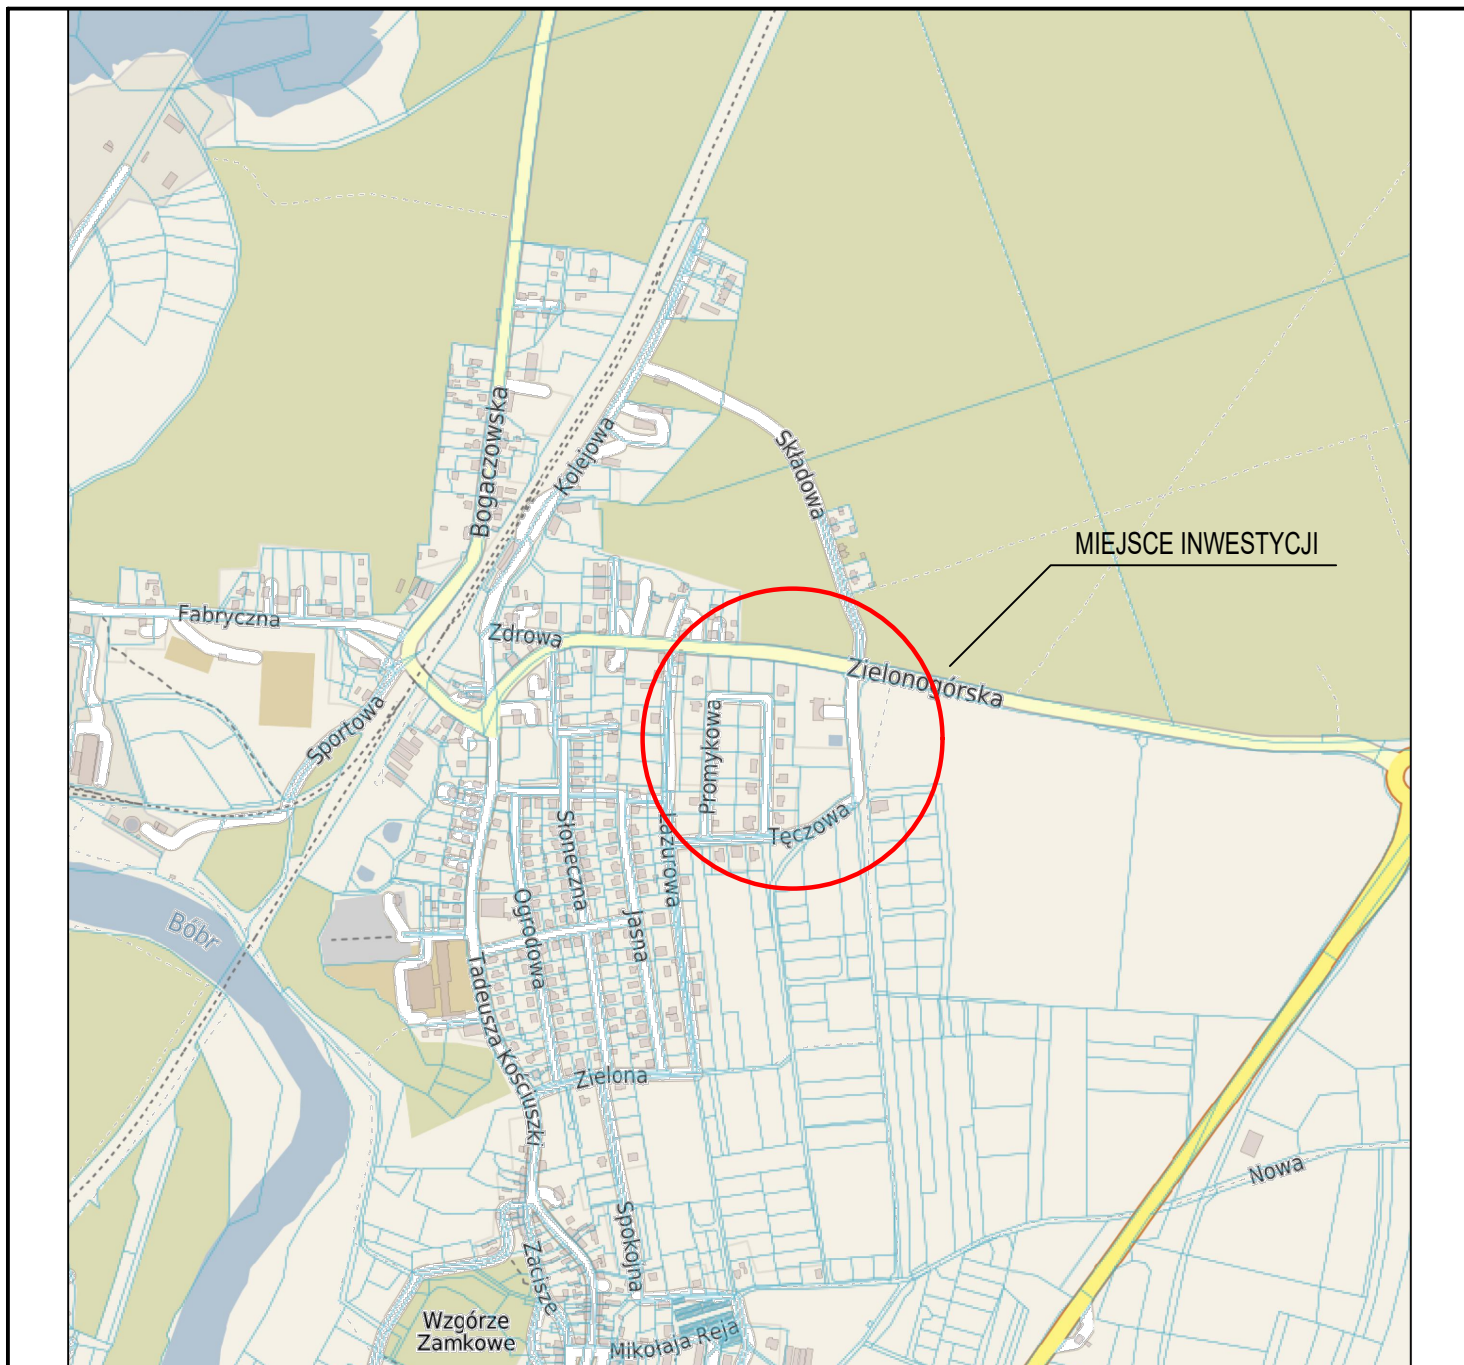 Bogaczowska
Kolejowa
Składowa
MIEJSCE INWESTYCJI
Fabryczna
Zdrowa
Zielonogórska
Sportowa
Promykowa
Tęczowa
Słoneczna
Lazurowa
Ogrodowa
Jasna
Bóbr
Tadeusza Kościuszki
Zielona
Nowa
Spokojna
Zacisze
Wzgórze
Zamkowe
Mikołaja Reja